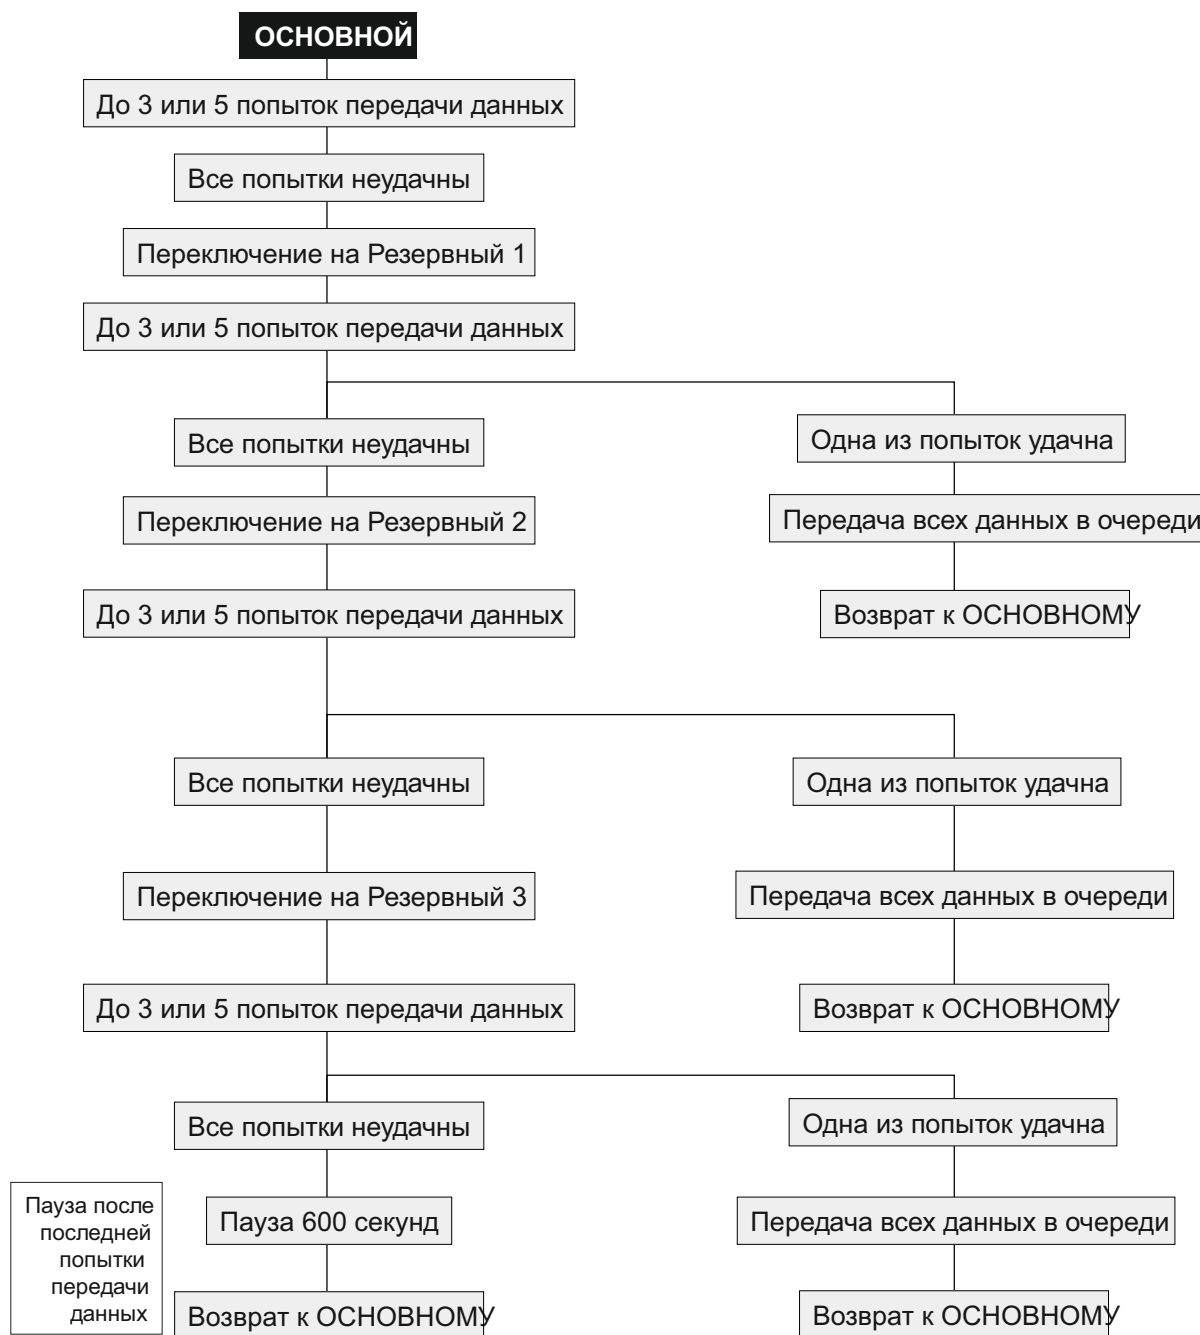 ОСНОВНОЙ
До 3 или 5 попыток передачи данных
Все попытки неудачны
Переключение на Резервный 1
До 3 или 5 попыток передачи данных
Все попытки неудачны
Одна из попыток удачна
Переключение на Резервный 2
Передача всех данных в очереди
До 3 или 5 попыток передачи данных
Возврат к ОСНОВНОМУ
Все попытки неудачны
Одна из попыток удачна
Переключение на Резервный 3
Передача всех данных в очереди
До 3 или 5 попыток передачи данных
Возврат к ОСНОВНОМУ
Все попытки неудачны
Одна из попыток удачна
Пауза после
последней
попытки
передачи
данных
Пауза 600 секунд
Передача всех данных в очереди
Возврат к ОСНОВНОМУ
Возврат к ОСНОВНОМУ